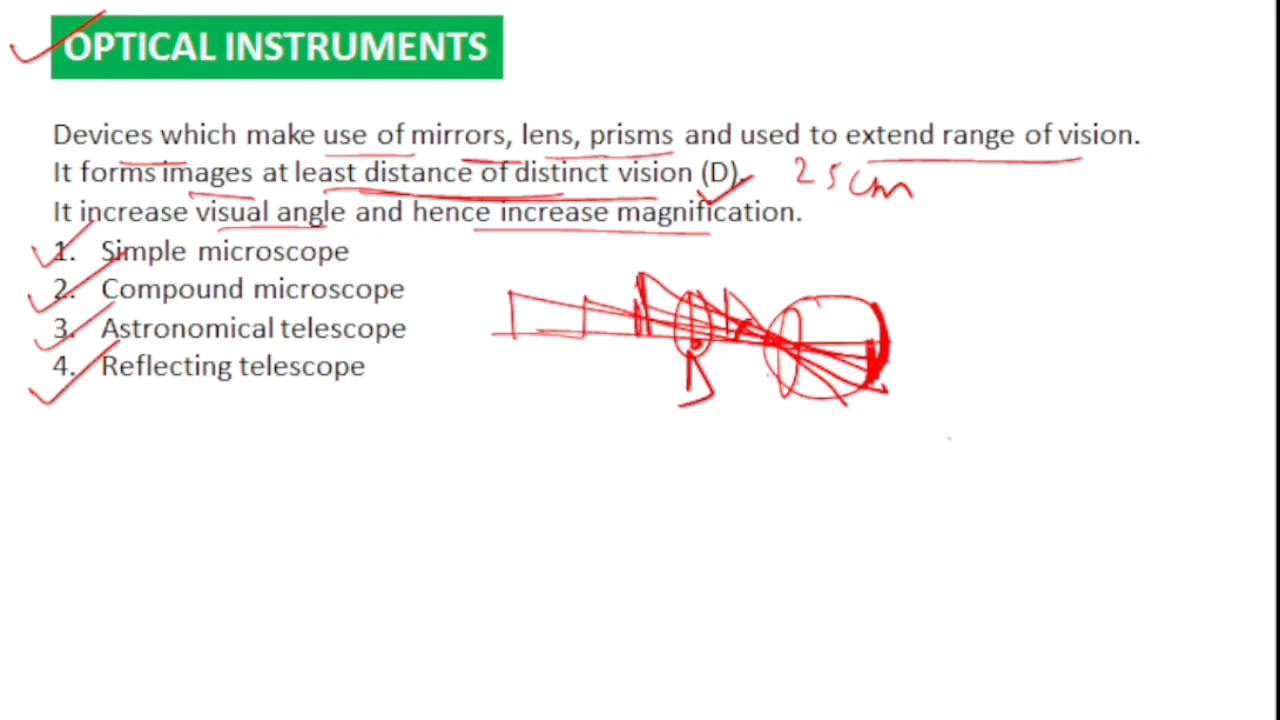 OPTICAL INSTRUMENTS
Devices which make use of mirrors, lens, prisms and used to extend range of vision.
It forms images at least distance of distinct vision (D). 25cm
It increase visual angle and hence increase magnification.
1. Simple microscope
2. Compound microscope
3. Astronomical telescope
4. Reflecting telescope